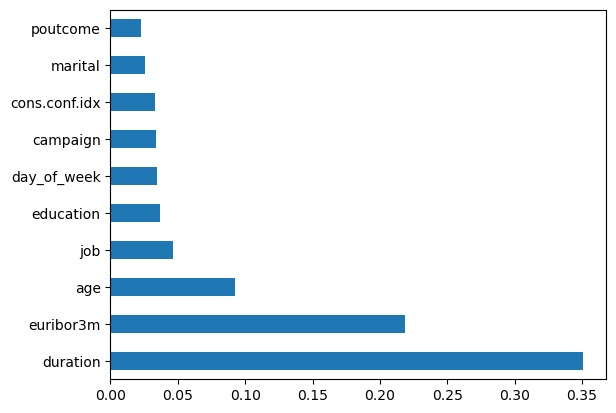 poutcome
marital
cons.conf.idx
campaign
day_of_week
education
job
age
euribor3m
duration
0.00 0.05 0.10 0.15 0.20 0.25 0.30 0.35